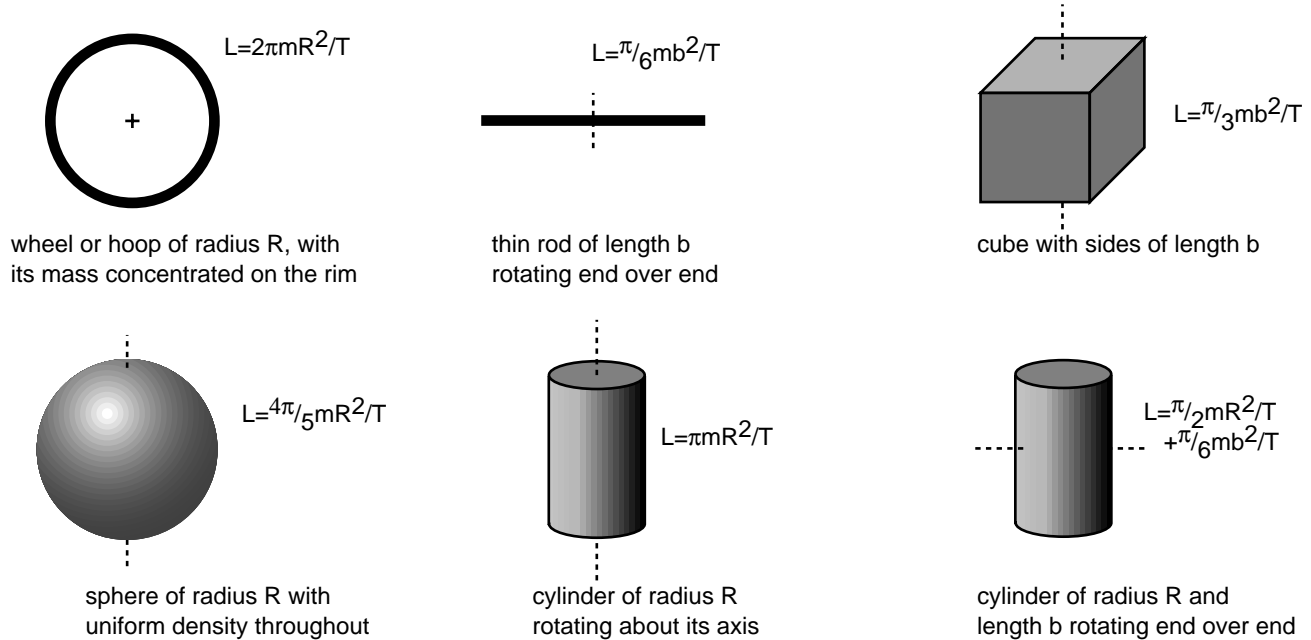 L=2πmR²/T
wheel or hoop of radius R, with
its mass concentrated on the rim
L=π/6mb²/T
thin rod of length b
rotating end over end
L=π/3mb²/T
cube with sides of length b
L=4π/5mR²/T
sphere of radius R with
uniform density throughout
L=πmR²/T
cylinder of radius R
rotating about its axis
L=π/2mR²/T
+π/6mb²/T
cylinder of radius R and
length b rotating end over end